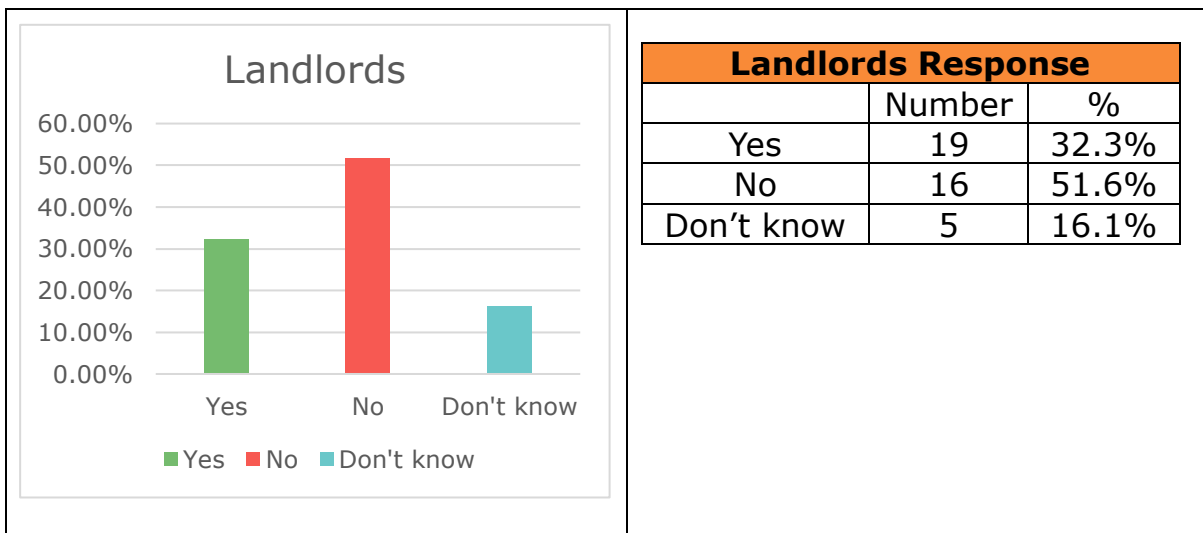 Landlords
60.00%
50.00%
40.00%
30.00%
20.00%
10.00%
0.00%
Yes No Don't know
Yes No Don't know
Landlords Response
Number %
Yes 19 32.3%
No 16 51.6%
Don’t know 5 16.1%